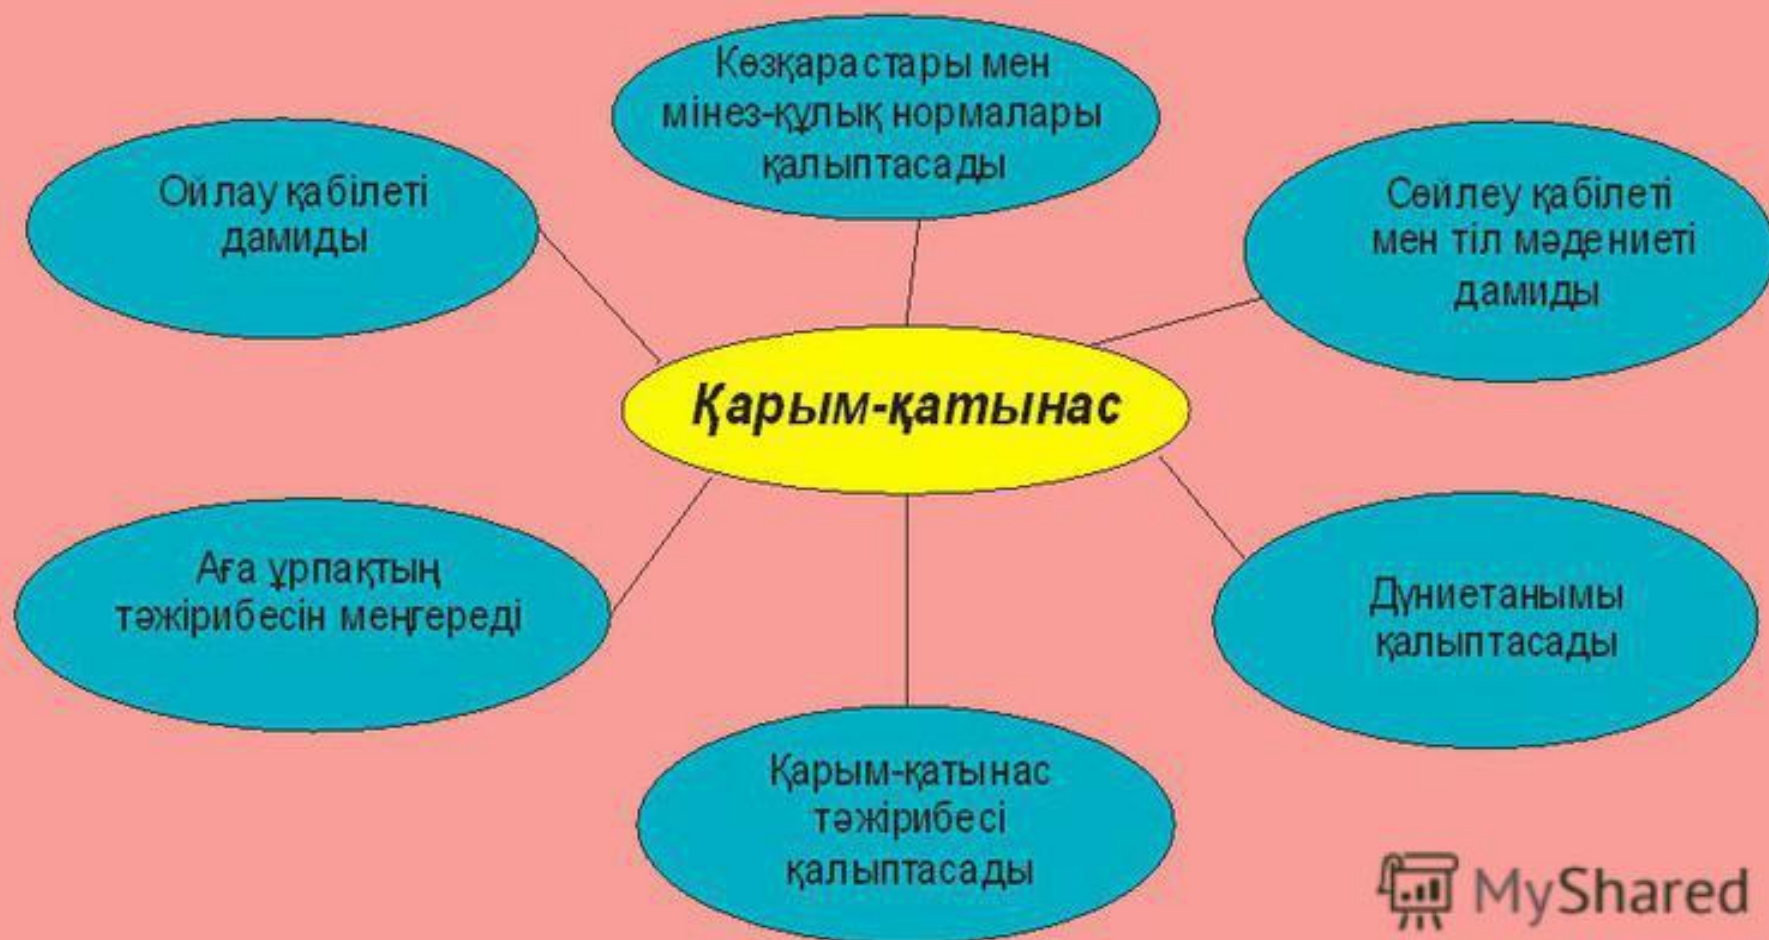 Көзқарастары мен
мінез-құлық нормалары
қалыптасады
Ойлау қабілеті
дамиды
Сөйлеу қабілеті
мен тіл мәдениеті
дамиды
Қарым-қатынас
Аға ұрпақтың
тәжірибесін меңгереді
Дүниетанымы
қалыптасады
Қарым-қатынас
тәжірибесі
қалыптасады
MyShared